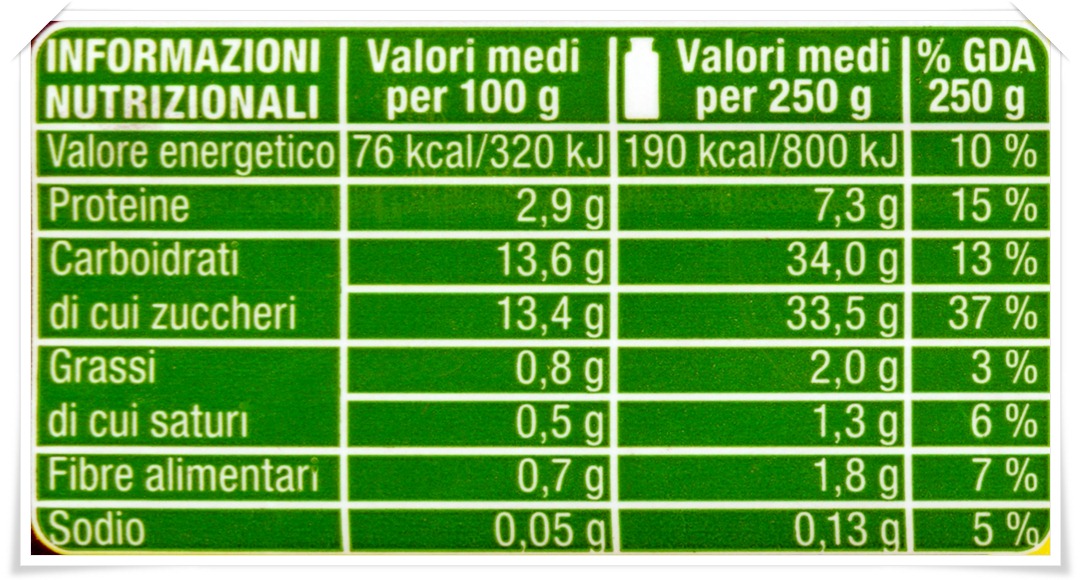 INFORMAZIONI NUTRIZIONALI Valori medi per 100 g Valori medi per 250 g % GDA 250 g
Valore energetico 76 kcal/320 kJ 190 kcal/800 kJ 10 %
Proteine 2,9 g 7,3 g 15 %
Carboidrati 13,6 g 34,0 g 13 %
di cui zuccheri 13,4 g 33,5 g 37 %
Grassi 0,8 g 2,0 g 3 %
di cui saturi 0,5 g 1,3 g 6 %
Fibre alimentari 0,7 g 1,8 g 7 %
Sodio 0,05 g 0,13 g 5 %